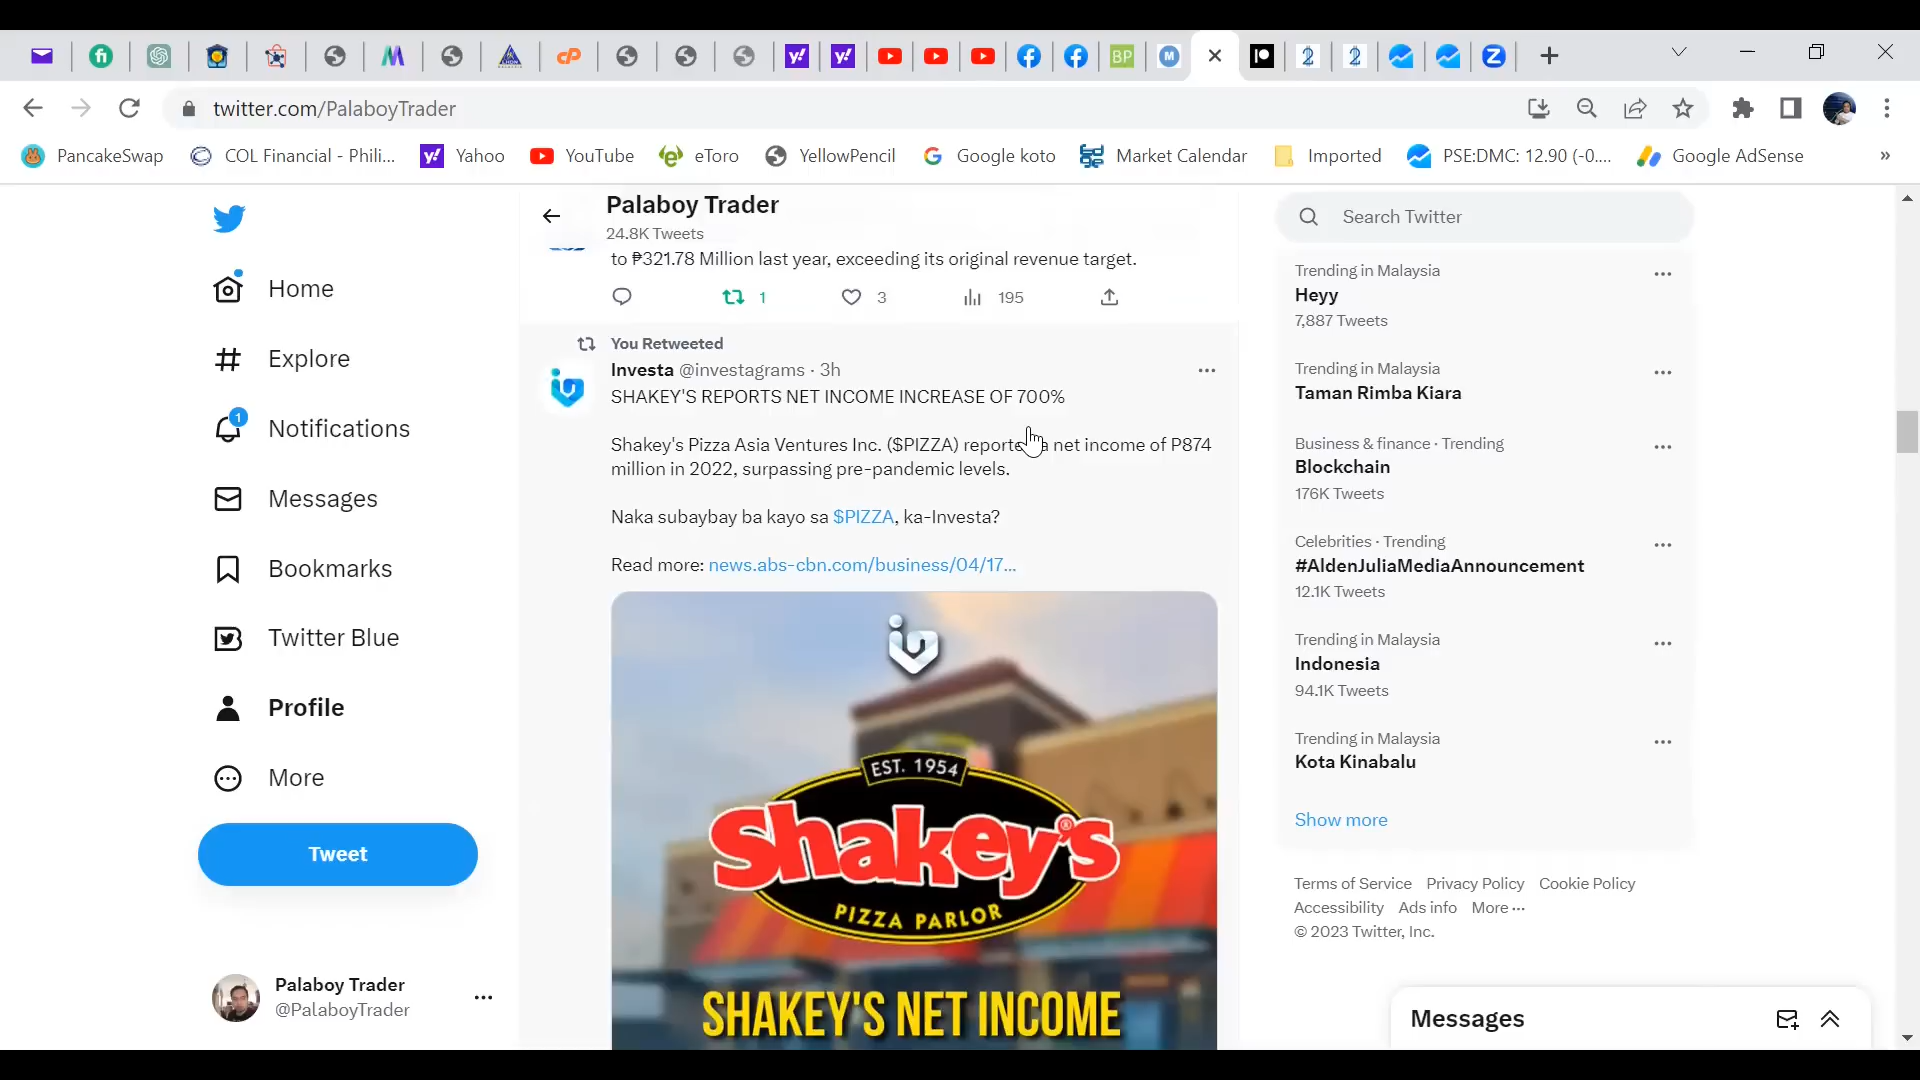 twitter.com/PalaboyTrader
PancakeSwap
COL Financial - Phili...
Yahoo
YouTube
eToro
YellowPencil
Google koto
Market Calendar
Imported
PSE:DMC: 12.90 (-0....
Google AdSense
»
Home
Explore
1
Notifications
Messages
Bookmarks
Twitter Blue
Profile
More
Tweet
Palaboy Trader
@PalaboyTrader
Palaboy Trader
24.8K Tweets
to ₱321.78 Million last year, exceeding its original revenue target.
1
3
195
You Retweeted
Investa @investagrams · 3h
SHAKEY'S REPORTS NET INCOME INCREASE OF 700%
Shakey's Pizza Asia Ventures Inc. ($PIZZA) reported a net income of P874
million in 2022, surpassing pre-pandemic levels.
Naka subaybay ba kayo sa $PIZZA, ka-Investa?
Read more: news.abs-cbn.com/business/04/17...
EST. 1954
Shakey's®
PIZZA PARLOR
SHAKEY'S NET INCOME
Search Twitter
Trending in Malaysia
Heyy
7,887 Tweets
Trending in Malaysia
Taman Rimba Kiara
Business & finance · Trending
Blockchain
176K Tweets
Celebrities · Trending
#AldenJuliaMediaAnnouncement
12.1K Tweets
Trending in Malaysia
Indonesia
94.1K Tweets
Trending in Malaysia
Kota Kinabalu
Show more
Terms of Service Privacy Policy Cookie Policy
Accessibility Ads info More ···
© 2023 Twitter, Inc.
Messages